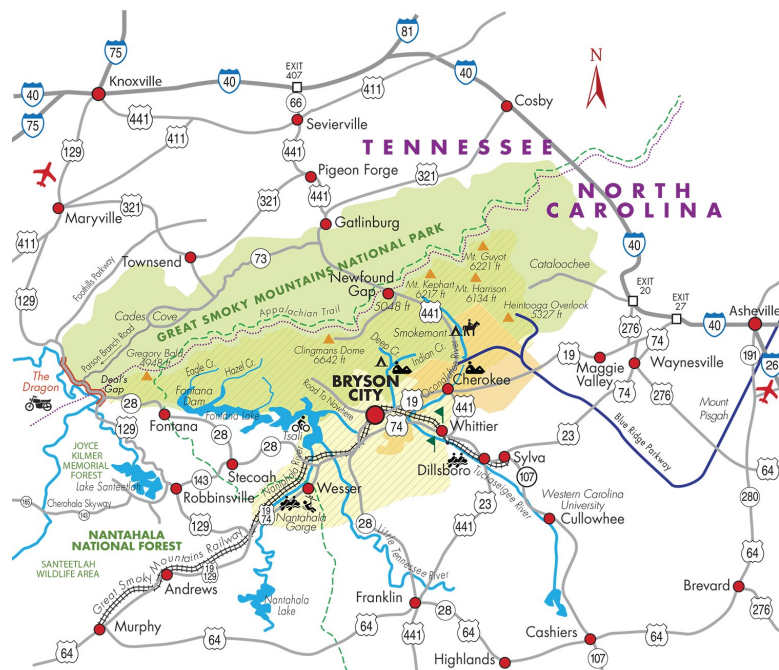 81
75
EXIT
407
40
40
411
N
Knoxville
40
66
Cosby
75
441
Sevierville
411
129
441
TENNESSEE
Pigeon Forge
321
321
441
NORTH
CAROLINA
Maryville
321
Gatlinburg
411
Townsend
73
40
Mt. Guyot
6221 ft
Cataloochee
Foothills Parkway
GREAT SMOKY MOUNTAINS NATIONAL PARK
Newfound
Gap
5048 ft
Mt. Kephart
6217 ft
Mt. Harrison
6134 ft
EXIT
20
EXIT
27
129
Cades Cove
Appalachian Trail
441
Heintooga Overlook
5327 ft
Asheville
Parson Branch Road
Smokemont
276
74
40
191
Gregory Bald
4948 ft
Clingmans Dome
6642 ft
Deep Cr.
Indian Cr.
19
Maggie
Valley
Waynesville
26
The
Dragon
Deal's
Gap
Eagle Cr.
Hazel Cr.
BRYSON
CITY
Cherokee
74
276
Mount
Pisgah
28
Fontana
Dam
Road to Nowhere
19
441
Fontana
Fontana Lake
Tsali
74
Whittier
23
Blue Ridge Parkway
129
28
28
64
JOYCE
KILMER
MEMORIAL
FOREST
Stecoah
Dillsboro
Sylva
107
Lake Santeetlah
143
Nantahala River
Tuckaseigee River
Robbinsville
Wesser
Western Carolina
University
280
165
Cherohala Skyway
143
19
74
Nantahala
Gorge
23
Cullowhee
129
28
441
NANTAHALA
NATIONAL FOREST
Little Tennessee River
64
SANTEETLAH
WILDLIFE AREA
Great Smoky Mountains Railway
19
129
Andrews
Nantahala
Lake
Franklin
Brevard
276
28
Murphy
64
64
64
441
64
Cashiers
64
Highlands
107